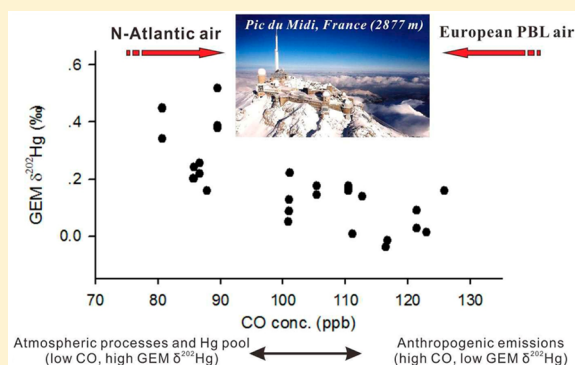 N-Atlantic air
Pic du Midi, France (2877 m)
European PBL air
GEM δ²⁰²Hg (‰)
.6
.4
.2
0.0
70 80 90 100 110 120 130
CO conc. (ppb)
Atmospheric processes and Hg pool
(low CO, high GEM δ²⁰²Hg)
Anthropogenic emissions
(high CO, low GEM δ²⁰²Hg)